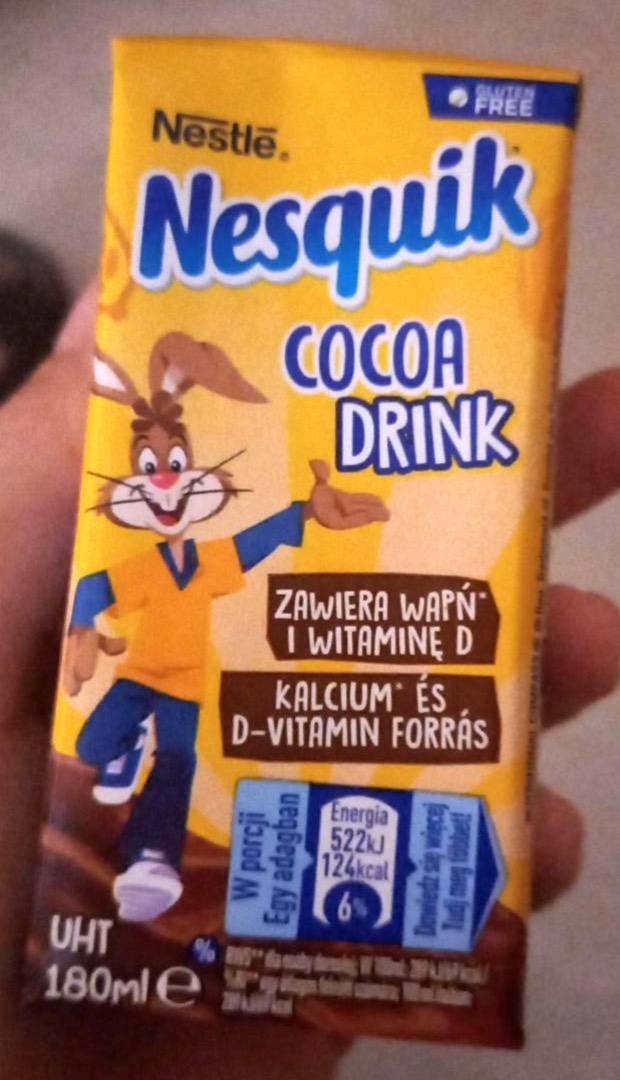 GLUTEN
FREE
Nestlé®
Nesquik
COCOA
DRINK
ZAWIERA WAPŃ*
I WITAMINĘ D
KALCIUM* ÉS
D-VITAMIN FORRÁS
W porcji
Egy adagban
Energia
522kJ
124kcal
6%
Dowiedz się więcej
Tudj meg többet!
UHT
180ml e